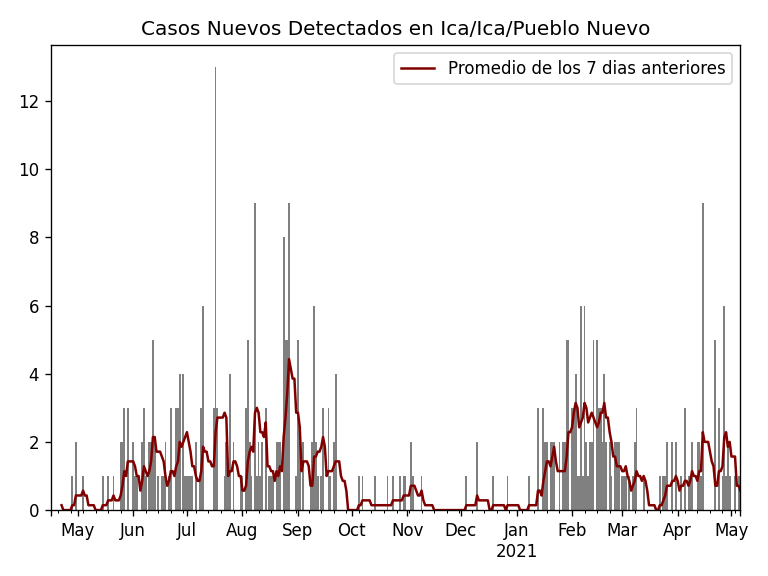 Casos Nuevos Detectados en Ica/Ica/Pueblo Nuevo
Promedio de los 7 dias anteriores
12
10
8
6
4
2
0
May Jun Jul Aug Sep Oct Nov Dec Jan Feb Mar Apr May
2021